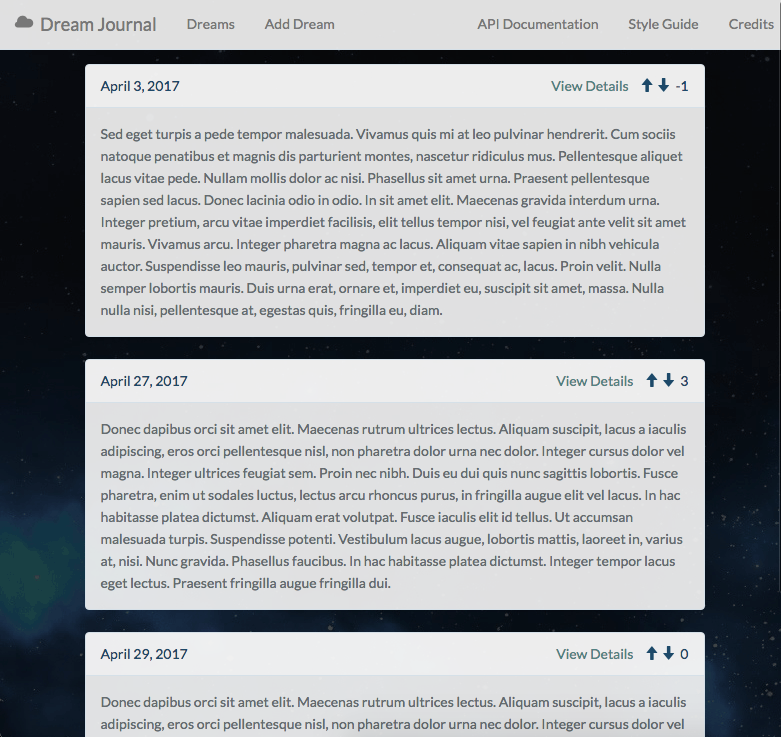 Dream Journal Dreams Add Dream API Documentation Style Guide Credits
April 3, 2017 View Details -1
Sed eget turpis a pede tempor malesuada. Vivamus quis mi at leo pulvinar hendrerit. Cum sociis
natoque penatibus et magnis dis parturient montes, nascetur ridiculus mus. Pellentesque aliquet
lacus vitae pede. Nullam mollis dolor ac nisi. Phasellus sit amet urna. Praesent pellentesque
sapien sed lacus. Donec lacinia odio in odio. In sit amet elit. Maecenas gravida interdum urna.
Integer pretium, arcu vitae imperdiet facilisis, elit tellus tempor nisi, vel feugiat ante velit sit amet
mauris. Vivamus arcu. Integer pharetra magna ac lacus. Aliquam vitae sapien in nibh vehicula
auctor. Suspendisse leo mauris, pulvinar sed, tempor et, consequat ac, lacus. Proin velit. Nulla
semper lobortis mauris. Duis urna erat, ornare et, imperdiet eu, suscipit sit amet, massa. Nulla
nulla nisi, pellentesque at, egestas quis, fringilla eu, diam.
April 27, 2017 View Details 3
Donec dapibus orci sit amet elit. Maecenas rutrum ultrices lectus. Aliquam suscipit, lacus a iaculis
adipiscing, eros orci pellentesque nisl, non pharetra dolor urna nec dolor. Integer cursus dolor vel
magna. Integer ultrices feugiat sem. Proin nec nibh. Duis eu dui quis nunc sagittis lobortis. Fusce
pharetra, enim ut sodales luctus, lectus arcu rhoncus purus, in fringilla augue elit vel lacus. In hac
habitasse platea dictumst. Aliquam erat volutpat. Fusce iaculis elit id tellus. Ut accumsan
malesuada turpis. Suspendisse potenti. Vestibulum lacus augue, lobortis mattis, laoreet in, varius
at, nisi. Nunc gravida. Phasellus faucibus. In hac habitasse platea dictumst. Integer tempor lacus
eget lectus. Praesent fringilla augue fringilla dui.
April 29, 2017 View Details 0
Donec dapibus orci sit amet elit. Maecenas rutrum ultrices lectus. Aliquam suscipit, lacus a iaculis
adipiscing, eros orci pellentesque nisl, non pharetra dolor urna nec dolor. Integer cursus dolor vel